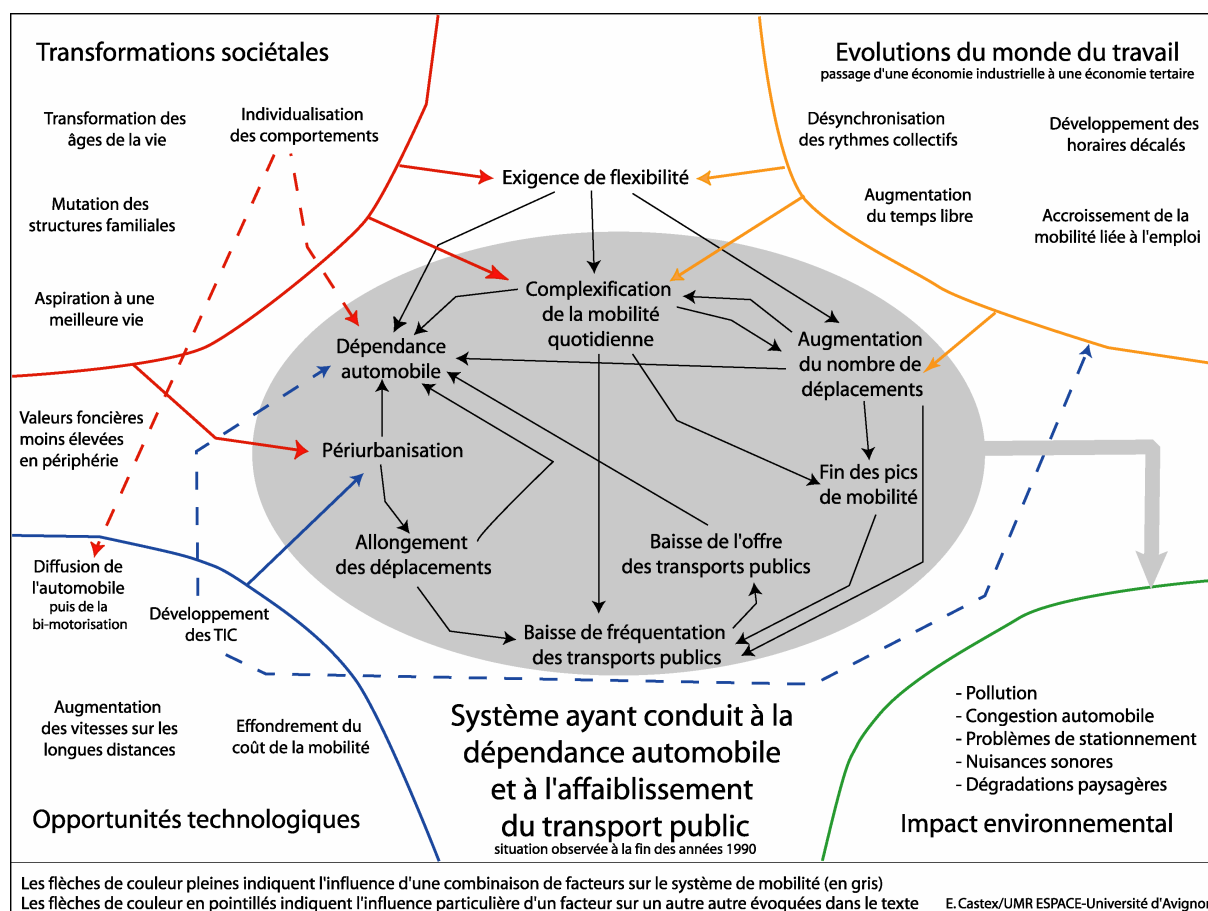 Transformations sociétales
Transformation des
âges de la vie
Individualisation
des comportements
Mutation des
structures familiales
Aspiration à une
meilleure vie
Evolutions du monde du travail
passage d'une économie industrielle à une économie tertaire
Désynchronisation
des rythmes collectifs
Développement des
horaires décalés
Augmentation
du temps libre
Accroissement de la
mobilité liée à l'emploi
Exigence de flexibilité
Complexification
de la mobilité
quotidienne
Dépendance
automobile
Augmentation
du nombre de
déplacements
Valeurs foncières
moins élevées
en périphérie
Périurbanisation
Fin des pics
de mobilité
Allongement
des déplacements
Baisse de l'offre
des transports publics
Baisse de fréquentation
des transports publics
Diffusion de
l'automobile
puis de la
bi-motorisation
Développement
des TIC
Augmentation
des vitesses sur les
longues distances
Effondrement du
coût de la mobilité
Opportunités technologiques
Système ayant conduit à la
dépendance automobile
et à l'affaiblissement
du transport public
situation observée à la fin des années 1990
- Pollution
- Congestion automobile
- Problèmes de stationnement
- Nuisances sonores
- Dégradations paysagères
Impact environnemental
Les flèches de couleur pleines indiquent l'influence d'une combinaison de facteurs sur le système de mobilité (en gris)
Les flèches de couleur en pointillés indiquent l'influence particulière d'un facteur sur un autre autre évoquées dans le texte
E. Castex/UMR ESPACE-Université d'Avignon